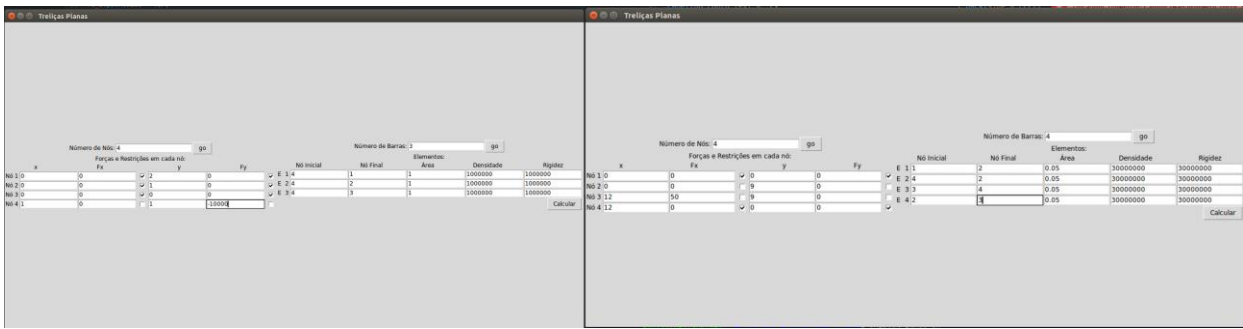 Treliças Planas
Número de Nós: 4 go
Número de Barras: 3 go
Forças e Restrições em cada nó:
Elementos:
x Fx y Fy
Nó Inicial Nó Final Área Densidade Rigidez
Nó 1 0 0 2 0
E 1 4 1 1 1000000 1000000
Nó 2 0 0 1 0
E 2 4 2 1 1000000 1000000
Nó 3 0 0 0 0
E 3 4 3 1 1000000 1000000
Nó 4 1 0 1 -10000
Calcular
Treliças Planas
Número de Nós: 4 go
Número de Barras: 4 go
Forças e Restrições em cada nó:
Elementos:
x Fx y Fy
Nó Inicial Nó Final Área Densidade Rigidez
Nó 1 0 0 0 0
E 1 1 2 0.05 30000000 30000000
Nó 2 0 0 9 0
E 2 4 2 0.05 30000000 30000000
Nó 3 12 50 9 0
E 3 3 4 0.05 30000000 30000000
Nó 4 12 0 0 0
E 4 2 3 0.05 30000000 30000000
Calcular